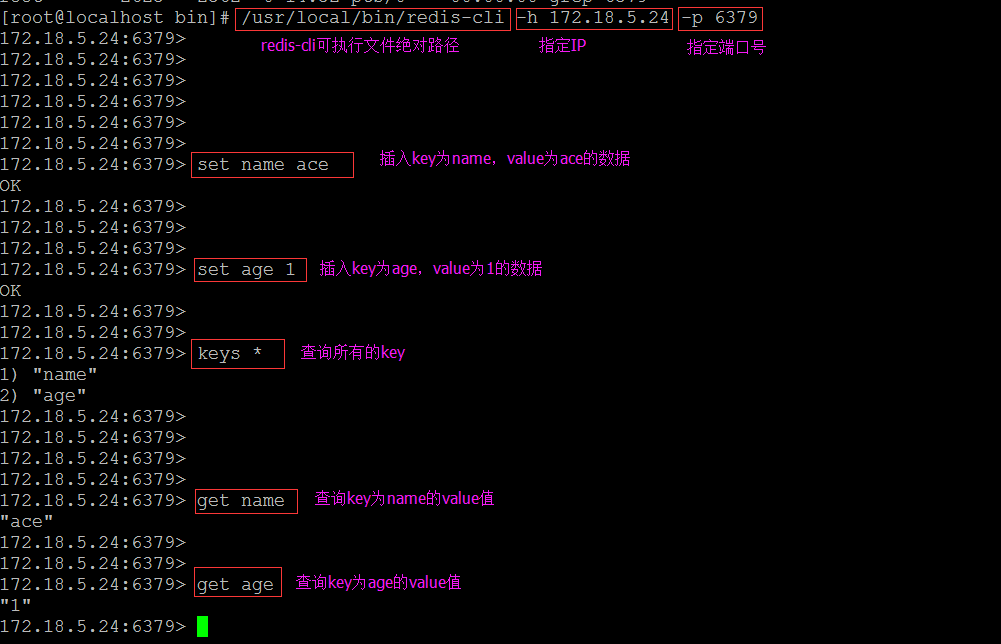 [root@localhost bin]# /usr/local/bin/redis-cli -h 172.18.5.24 -p 6379
172.18.5.24:6379> redis-cli可执行文件绝对路径 指定IP 指定端口号
172.18.5.24:6379>
172.18.5.24:6379>
172.18.5.24:6379>
172.18.5.24:6379>
172.18.5.24:6379>
172.18.5.24:6379> set name ace 插入key为name，value为ace的数据
OK
172.18.5.24:6379>
172.18.5.24:6379>
172.18.5.24:6379>
172.18.5.24:6379> set age 1 插入key为age，value为1的数据
OK
172.18.5.24:6379>
172.18.5.24:6379>
172.18.5.24:6379> keys * 查询所有的key
1) "name"
2) "age"
172.18.5.24:6379>
172.18.5.24:6379>
172.18.5.24:6379>
172.18.5.24:6379>
172.18.5.24:6379> get name 查询key为name的value值
"ace"
172.18.5.24:6379>
172.18.5.24:6379>
172.18.5.24:6379> get age 查询key为age的value值
"1"
172.18.5.24:6379>